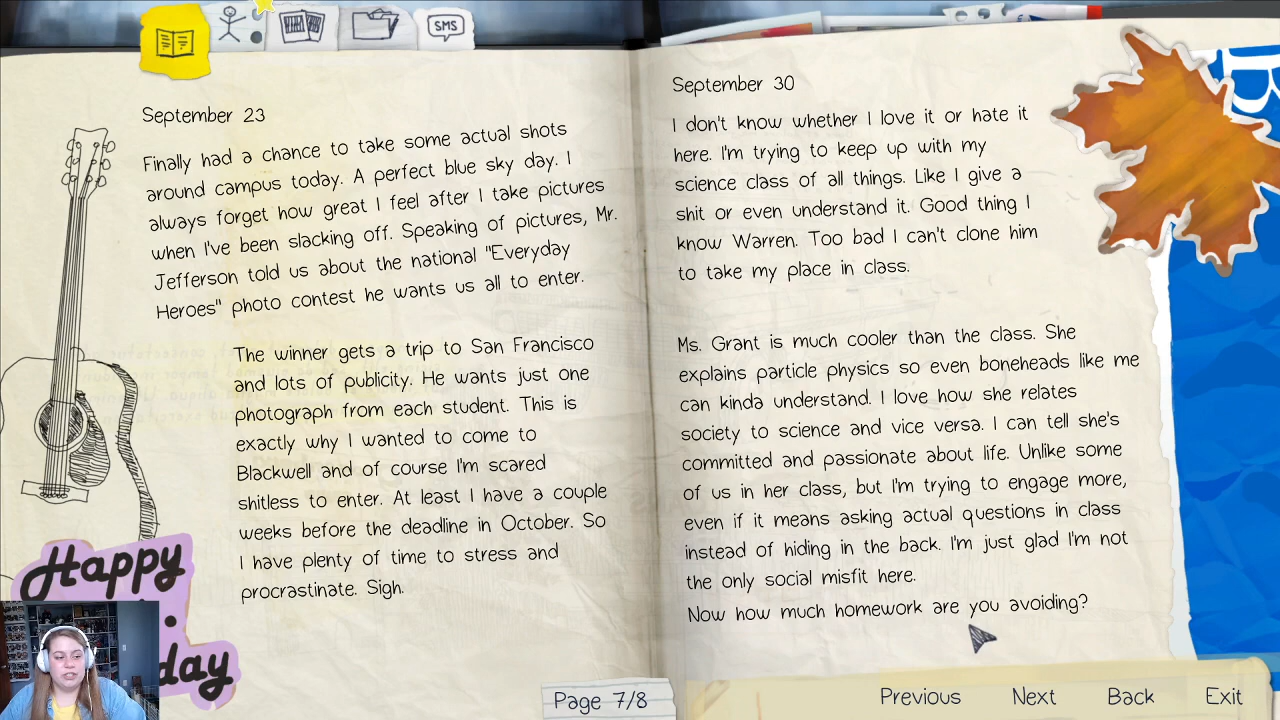 SMS
September 23
Finally had a chance to take some actual shots
around campus today. A perfect blue sky day. I
always forget how great I feel after I take pictures
when I've been slacking off. Speaking of pictures, Mr.
Jefferson told us about the national "Everyday
Heroes" photo contest he wants us all to enter.
The winner gets a trip to San Francisco
and lots of publicity. He wants just one
photograph from each student. This is
exactly why I wanted to come to
Blackwell and of course I'm scared
shitless to enter. At least I have a couple
weeks before the deadline in October. So
I have plenty of time to stress and
procrastinate. Sigh.
Happy
day
September 30
I don't know whether I love it or hate it
here. I'm trying to keep up with my
science class of all things. Like I give a
shit or even understand it. Good thing I
know Warren. Too bad I can't clone him
to take my place in class.
Ms. Grant is much cooler than the class. She
explains particle physics so even boneheads like me
can kinda understand. I love how she relates
society to science and vice versa. I can tell she's
committed and passionate about life. Unlike some
of us in her class, but I'm trying to engage more,
even if it means asking actual questions in class
instead of hiding in the back. I'm just glad I'm not
the only social misfit here.
Now how much homework are you avoiding?
Page 7/8
Previous Next Back Exit